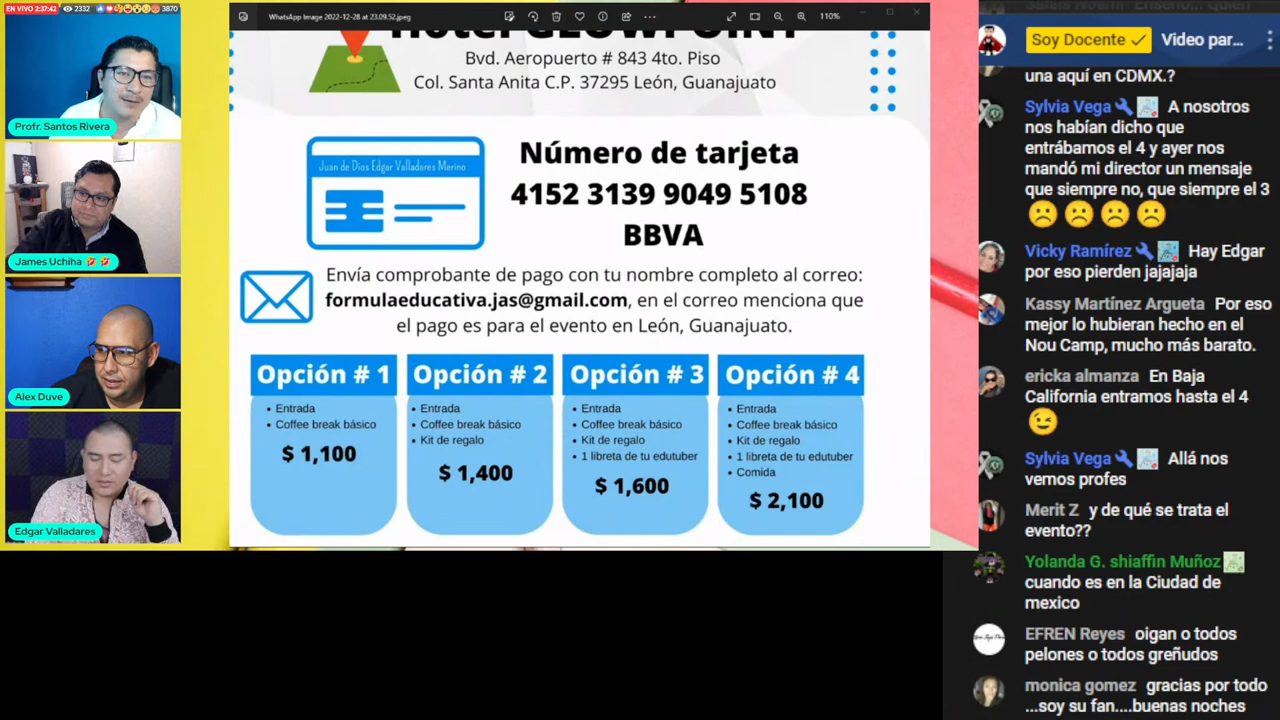 EN VIVO 2:37:42 2332 3870
Profr. Santos Rivera
James Uchiha 🤣 🤣
Alex Duve
Edgar Valladares
WhatsApp Image 2022-12-28 at 23.09.52.jpeg
110%
Hotel GLOWPOINT
Bvd. Aeropuerto # 843 4to. Piso
Col. Santa Anita C.P. 37295 León, Guanajuato
Juan de Dios Edgar Valladares Merino
Número de tarjeta
4152 3139 9049 5108
BBVA
Envía comprobante de pago con tu nombre completo al correo:
formulaeducativa.jas@gmail.com, en el correo menciona que
el pago es para el evento en León, Guanajuato.
Opción # 1
• Entrada
• Coffee break básico
$ 1,100
Opción # 2
• Entrada
• Coffee break básico
• Kit de regalo
$ 1,400
Opción # 3
• Entrada
• Coffee break básico
• Kit de regalo
• 1 libreta de tu edutuber
$ 1,600
Opción # 4
• Entrada
• Coffee break básico
• Kit de regalo
• 1 libreta de tu edutuber
• Comida
$ 2,100
Soy Docente ✓ Video par...
una aquí en CDMX.?
Sylvia Vega A nosotros
nos habían dicho que
entrábamos el 4 y ayer nos
mandó mi director un mensaje
que siempre no, que siempre el 3
☹️ ☹️ ☹️ ☹️
Vicky Ramírez Hay Edgar
por eso pierden jajajaja
Kassy Martínez Argueta Por eso
mejor lo hubieran hecho en el
Nou Camp, mucho más barato.
ericka almanza En Baja
California entramos hasta el 4
😉
Sylvia Vega Allá nos
vemos profes
Merit Z y de qué se trata el
evento??
Yolanda G. shiaffin Muñoz
cuando es en la Ciudad de
mexico
EFREN Reyes oigan o todos
pelones o todos greñudos
monica gomez gracias por todo
...soy su fan....buenas noches